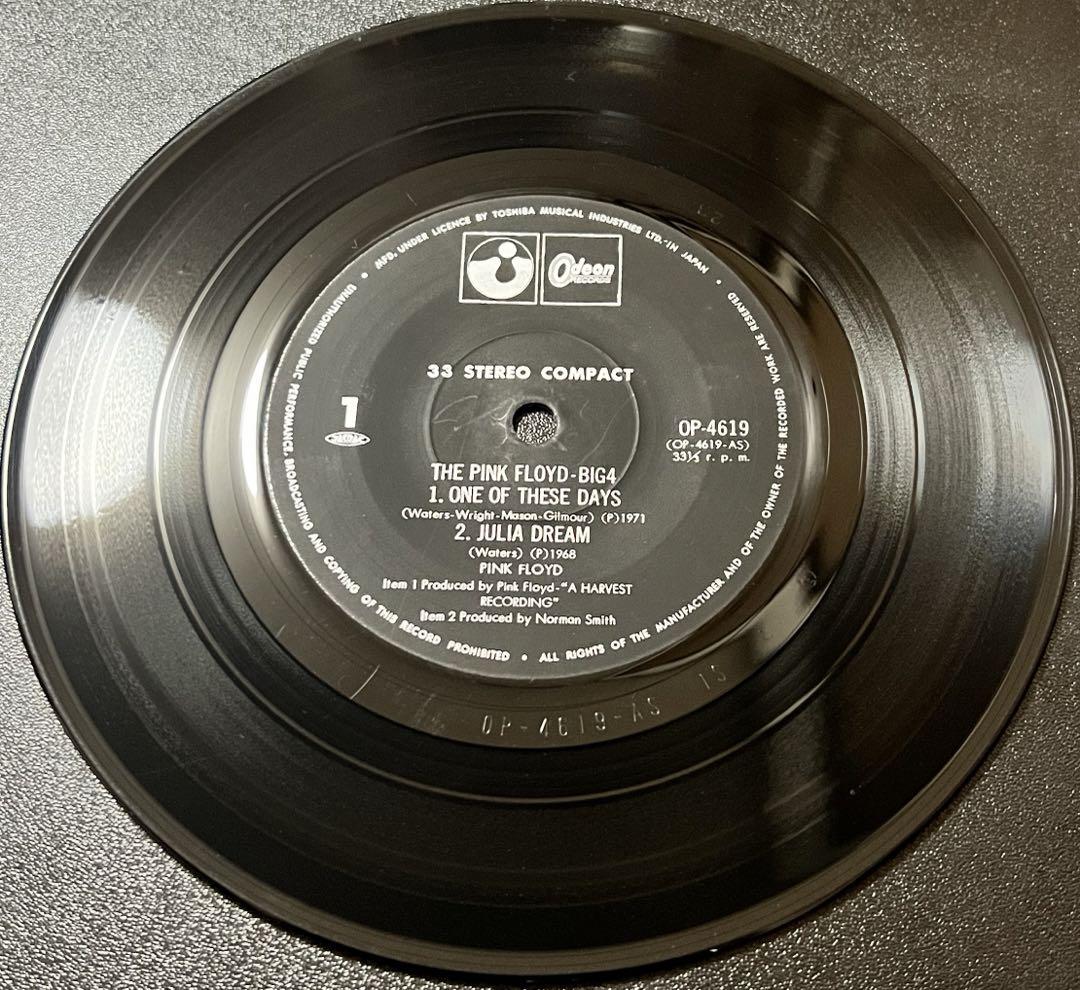 MFD. UNDER LICENCE BY TOSHIBA MUSICAL INDUSTRIES LTD. IN JAPAN
Odeon
RECORDS
33 STEREO COMPACT
1
OP-4619
(OP-4619-AS)
33⅓ r. p. m.
THE PINK FLOYD-BIG4
1. ONE OF THESE DAYS
(Waters-Wright-Mason-Gilmour) (P)1971
2. JULIA DREAM
(Waters) (P)1968
PINK FLOYD
Item 1 Produced by Pink Floyd-"A HARVEST
RECORDING"
Item 2 Produced by Norman Smith
UNAUTHORIZED PUBLIC PERFORMANCE, BROADCASTING AND COPYING OF THIS RECORD PROHIBITED • ALL RIGHTS OF THE MANUFACTURER AND OF THE OWNER OF THE RECORDED WORK ARE RESERVED •
OP-4619-AS 1S